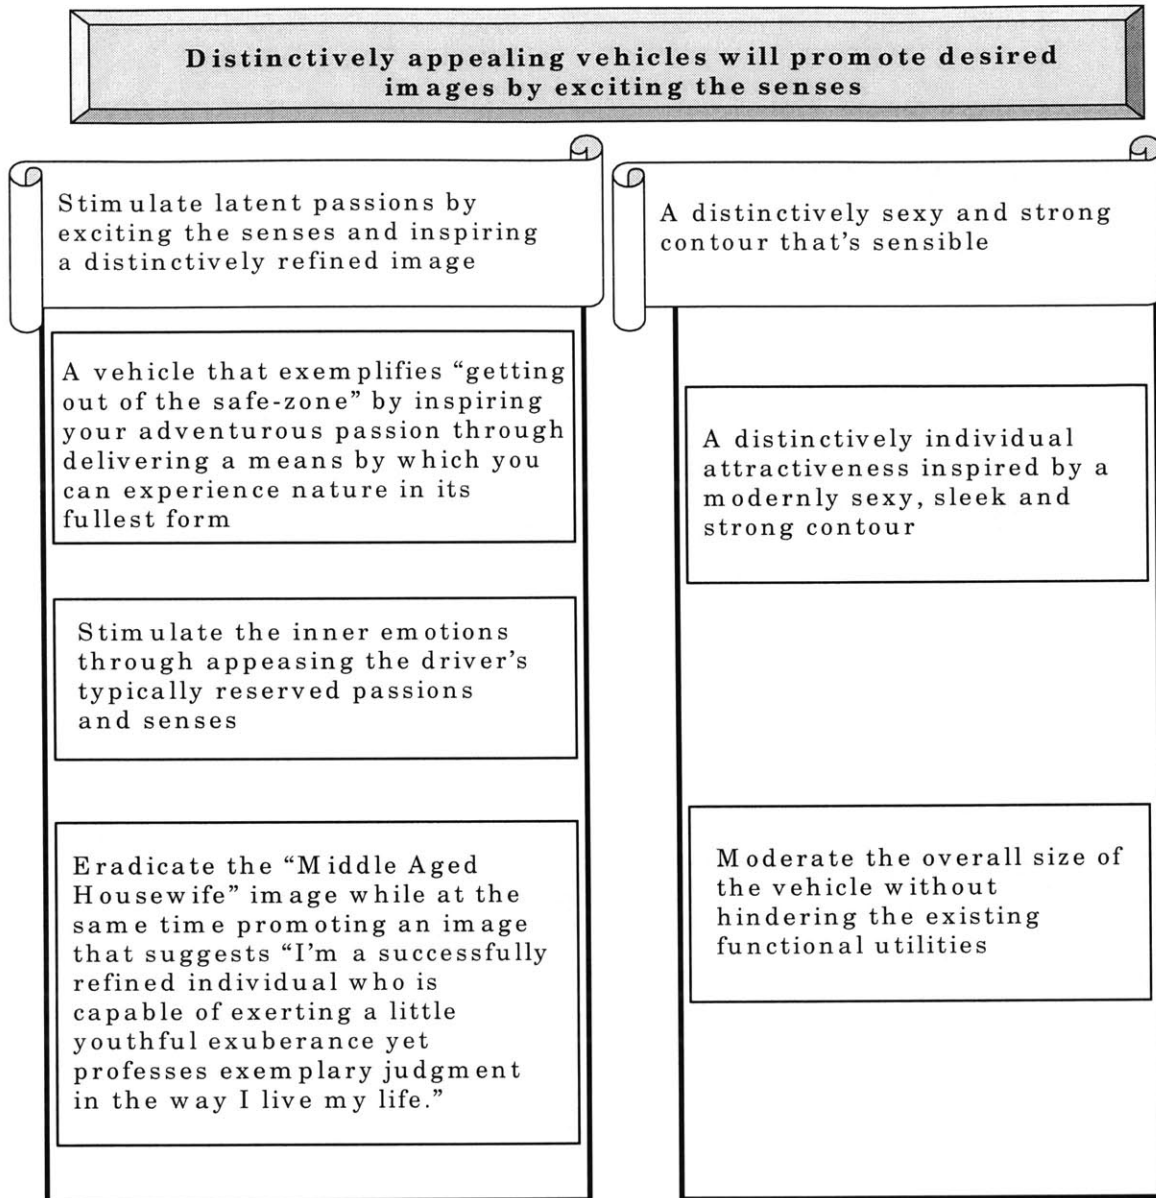 Distinctively appealing vehicles will promote desired
images by exciting the senses
Stimulate latent passions by
exciting the senses and inspiring
a distinctively refined image
A vehicle that exemplifies “getting
out of the safe-zone” by inspiring
your adventurous passion through
delivering a means by which you
can experience nature in its
fullest form
Stimulate the inner emotions
through appeasing the driver’s
typically reserved passions
and senses
Eradicate the “Middle Aged
Housewife” image while at the
same time promoting an image
that suggests “I’m a successfully
refined individual who is
capable of exerting a little
youthful exuberance yet
professes exemplary judgment
in the way I live my life.”
A distinctively sexy and strong
contour that’s sensible
A distinctively individual
attractiveness inspired by a
modernly sexy, sleek and
strong contour
Moderate the overall size of
the vehicle without
hindering the existing
functional utilities